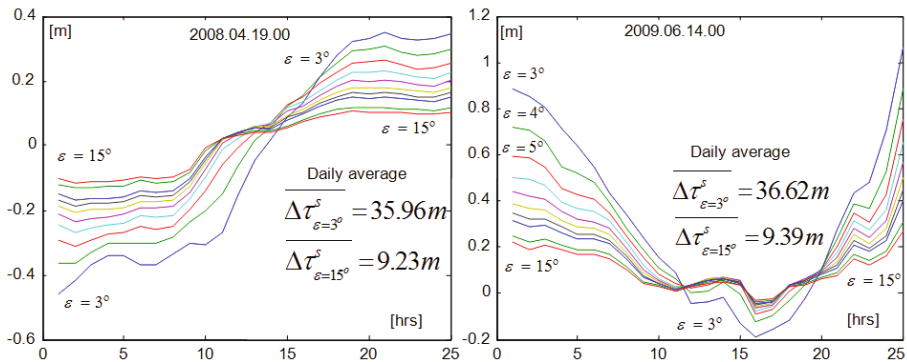 0.4
0.2
0
-0.2
-0.4
-0.6
[m]
2008.04.19.00
ε = 3°
ε = 15°
ε = 15°
Daily average
Δτ^s_{ε=3°} = 35.96m
Δτ^s_{ε=15°} = 9.23m
ε = 3°
[hrs]
0 5 10 15 20 25
1.2
1
0.8
0.6
0.4
0.2
0
-0.2
[m]
2009.06.14.00
ε = 3°
ε = 4°
ε = 5°
Daily average
Δτ^s_{ε=3°} = 36.62m
Δτ^s_{ε=15°} = 9.39m
ε = 15°
ε = 15°
ε = 3°
[hrs]
0 5 10 15 20 25